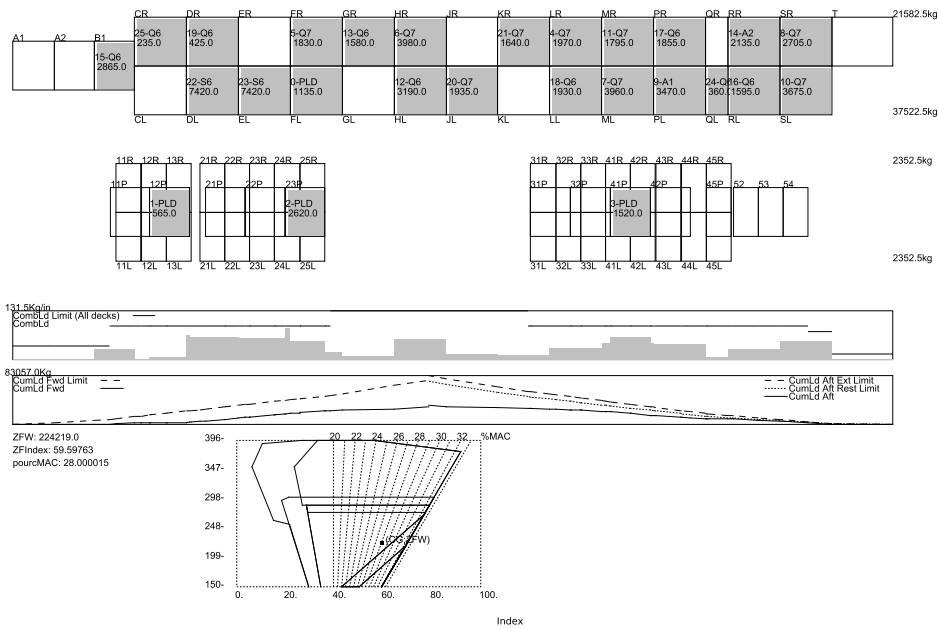 CR DR ER FR GR HR JR KR LR MR PR QR RR SR T 21582.5kg
A1 A2 B1
25-Q6 19-Q6 5-Q7 13-Q6 6-Q7 21-Q7 4-Q7 11-Q7 17-Q6 14-A2 8-Q7
235.0 425.0 1830.0 1580.0 3980.0 1640.0 1970.0 1795.0 1855.0 2135.0 2705.0
15-Q6
2865.0
22-S6 23-S6 0-PLD 12-Q6 20-Q7 18-Q6 7-Q7 9-A1 24-Q6 16-Q6 10-Q7
7420.0 7420.0 1135.0 3190.0 1935.0 1930.0 3960.0 3470.0 360. 1595.0 3675.0
CL DL EL FL GL HL JL KL LL ML PL QL RL SL 37522.5kg
11R 12R 13R 21R 22R 23R 24R 25R 31R 32R 33R 41R 42R 43R 44R 45R 2352.5kg
11P 12P 21P 22P 23P 31P 32P 41P 42P 45P 52 53 54
1-PLD 2-PLD 3-PLD
565.0 2620.0 1520.0
11L 12L 13L 21L 22L 23L 24L 25L 31L 32L 33L 41L 42L 43L 44L 45L 2352.5kg
131.5Kg/in
CombLd Limit (All decks)
CombLd
83057.0Kg
CumLd Fwd Limit CumLd Aft Ext Limit
CumLd Fwd CumLd Aft Rest Limit
CumLd Aft
ZFW: 224219.0
ZFIndex: 59.59763
pourcMAC: 28.000015
396- 20 22 24 26 28 30 32 %MAC
347-
298-
248-
(CG ZFW)
199-
150-
0. 20. 40. 60. 80. 100.
Index